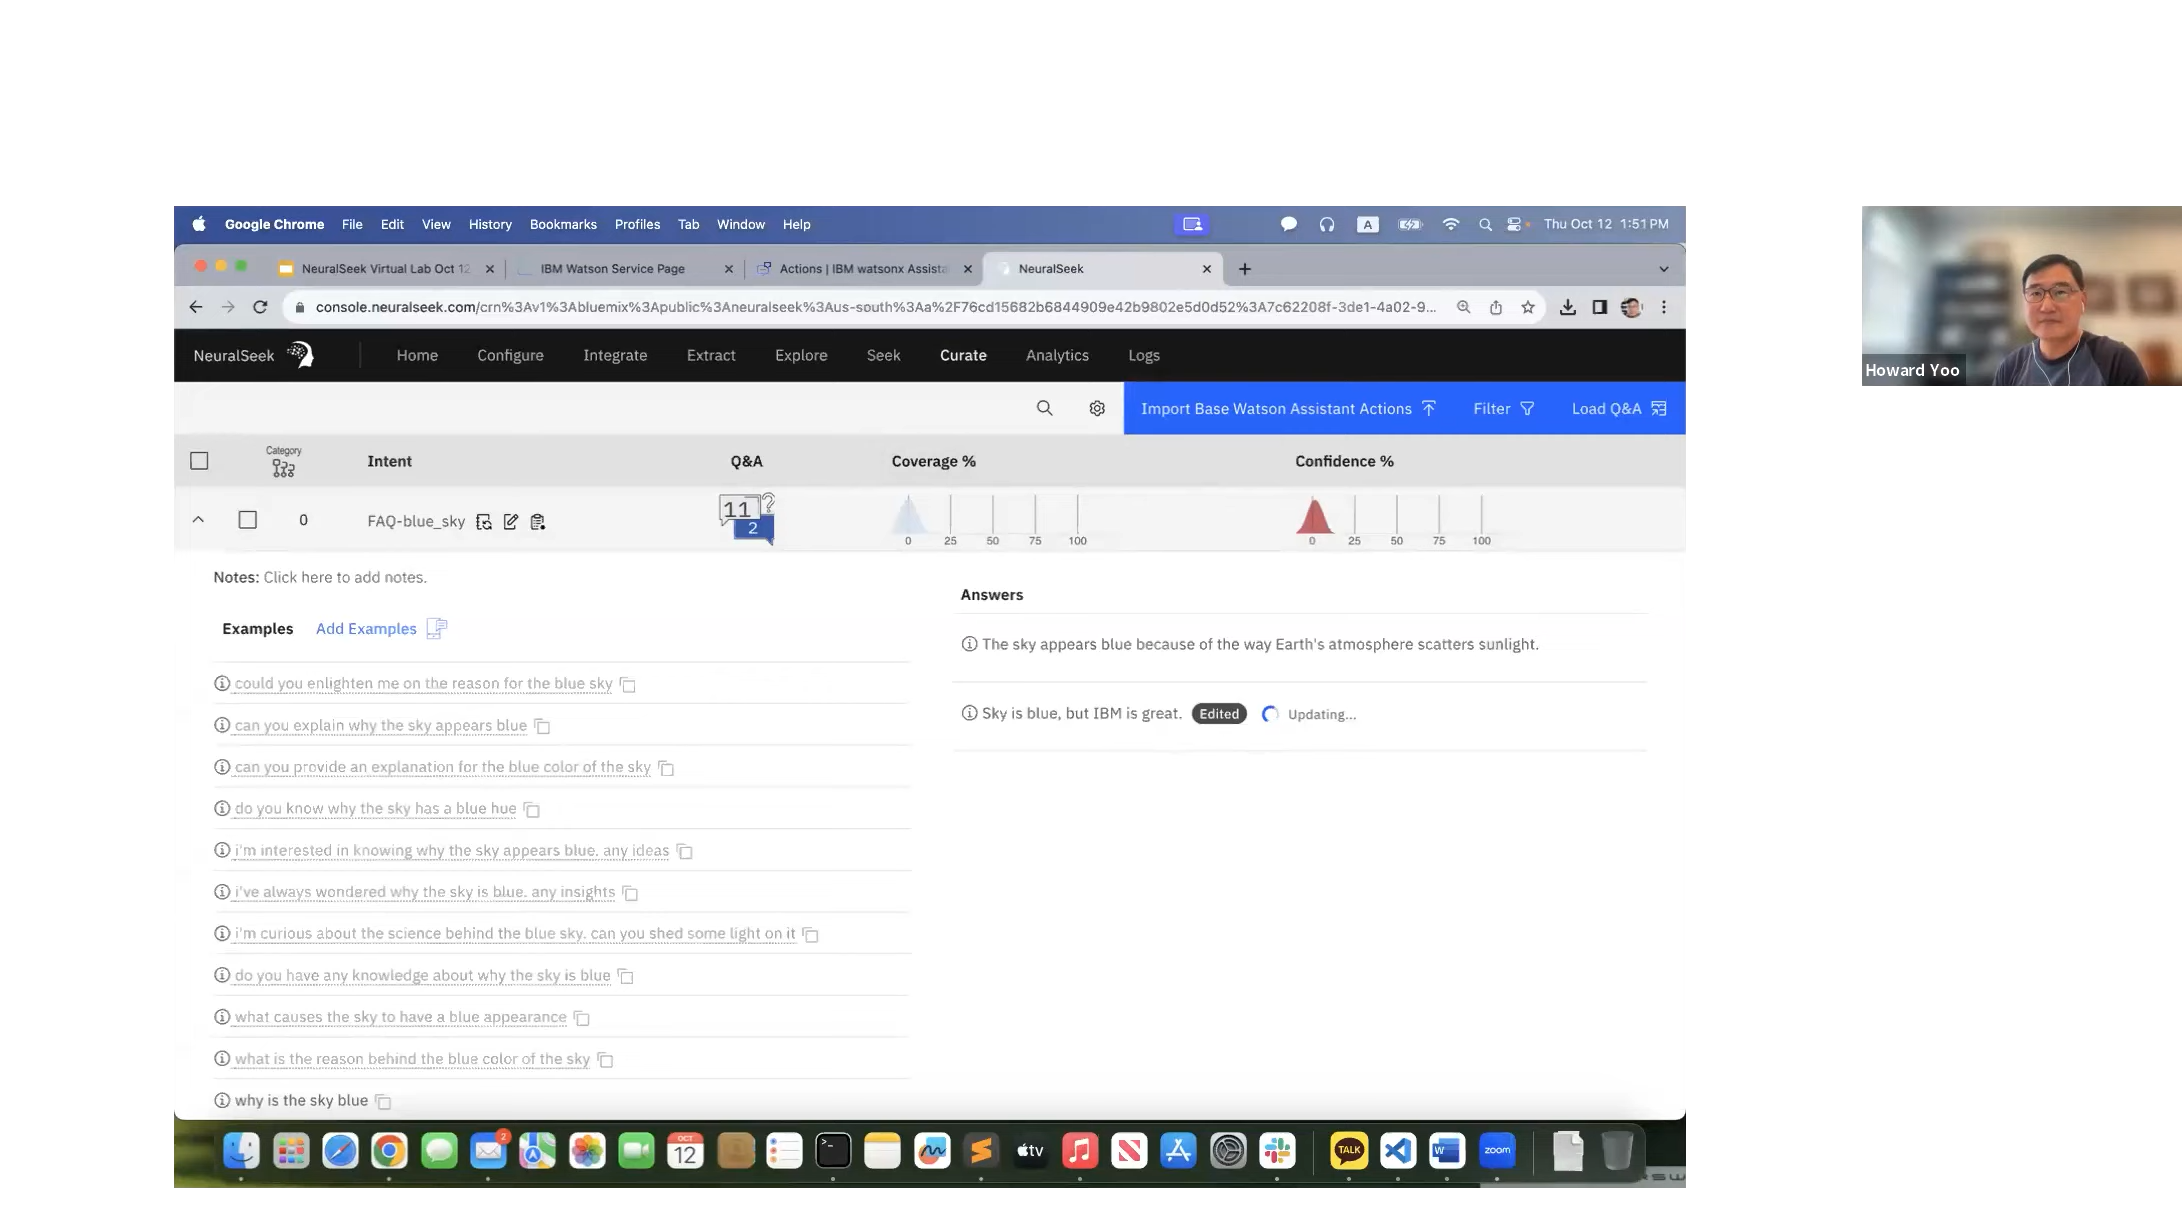 Google Chrome File Edit View History Bookmarks Profiles Tab Window Help A Thu Oct 12 1:51 PM
NeuralSeek Virtual Lab Oct 12 IBM Watson Service Page Actions | IBM watsonx Assista NeuralSeek
console.neuralseek.com/crn%3Av1%3Abluemix%3Apublic%3Aneuralseek%3Aus-south%3Aa%2F76cd15682b6844909e42b9802e5d0d52%3A7c62208f-3de1-4a02-9...
NeuralSeek Home Configure Integrate Extract Explore Seek Curate Analytics Logs
Howard Yoo
Import Base Watson Assistant Actions Filter Load Q&A
Category Intent Q&A Coverage % Confidence %
0 FAQ-blue_sky 11 ? 2
0 25 50 75 100 0 25 50 75 100
Notes: Click here to add notes.
Answers
Examples Add Examples
The sky appears blue because of the way Earth's atmosphere scatters sunlight.
Sky is blue, but IBM is great. Edited Updating...
could you enlighten me on the reason for the blue sky
can you explain why the sky appears blue
can you provide an explanation for the blue color of the sky
do you know why the sky has a blue hue
i'm interested in knowing why the sky appears blue. any ideas
i've always wondered why the sky is blue. any insights
i'm curious about the science behind the blue sky. can you shed some light on it
do you have any knowledge about why the sky is blue
what causes the sky to have a blue appearance
what is the reason behind the blue color of the sky
why is the sky blue
2 OCT 12 tv TALK W zoom